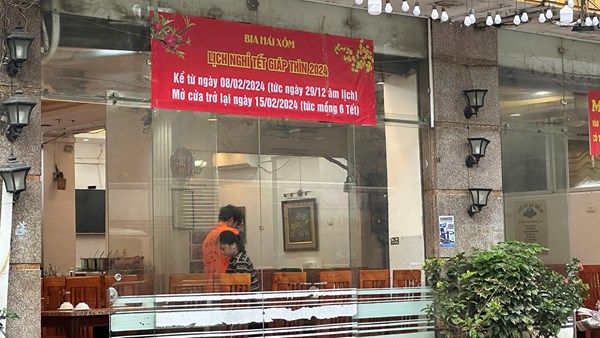 BIA HẢI XỒM
LỊCH NGHỈ TẾT GIÁP THÌN 2024
Kể từ ngày 08/02/2024 (tức ngày 29/12 âm lịch)
Mở cửa trở lại ngày 15/02/2024 (tức mồng 6 Tết)